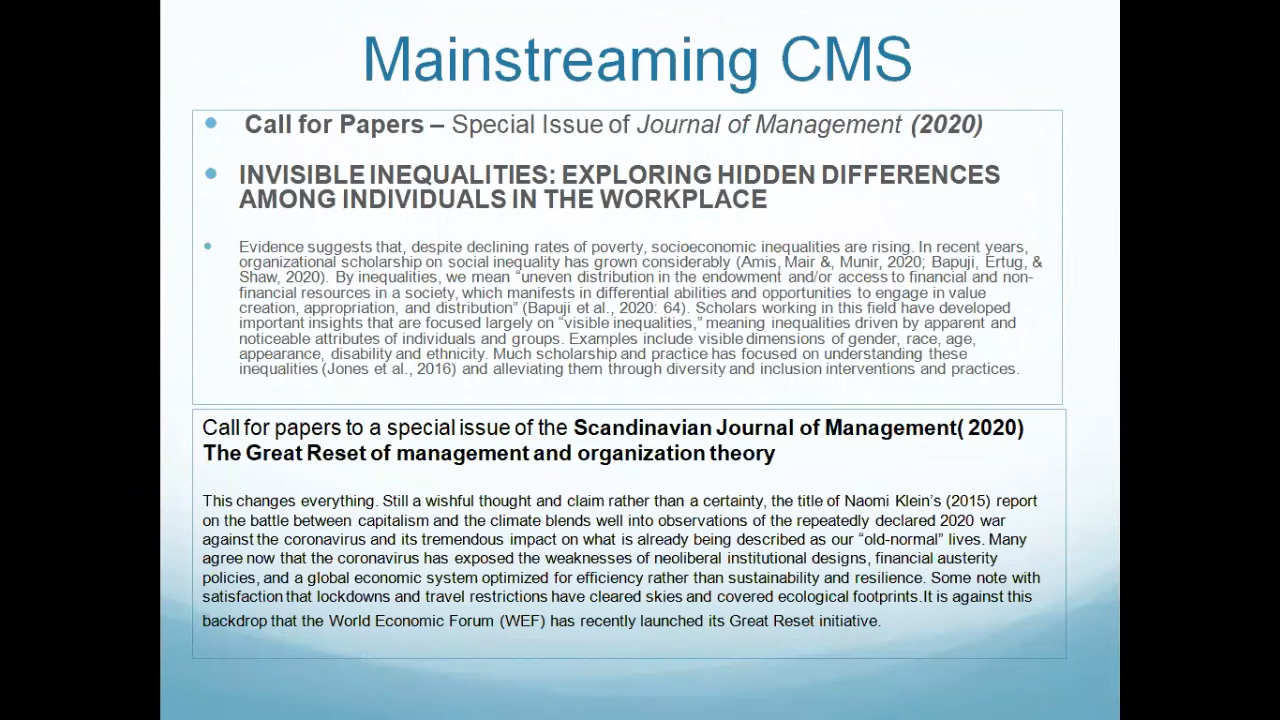 Mainstreaming CMS
Call for Papers – Special Issue of Journal of Management (2020)
INVISIBLE INEQUALITIES: EXPLORING HIDDEN DIFFERENCES
AMONG INDIVIDUALS IN THE WORKPLACE
Evidence suggests that, despite declining rates of poverty, socioeconomic inequalities are rising. In recent years,
organizational scholarship on social inequality has grown considerably (Amis, Mair &, Munir, 2020; Bapuji, Ertug, &
Shaw, 2020). By inequalities, we mean “uneven distribution in the endowment and/or access to financial and non-
financial resources in a society, which manifests in differential abilities and opportunities to engage in value
creation, appropriation, and distribution” (Bapuji et al., 2020: 64). Scholars working in this field have developed
important insights that are focused largely on “visible inequalities,” meaning inequalities driven by apparent and
noticeable attributes of individuals and groups. Examples include visible dimensions of gender, race, age,
appearance, disability and ethnicity. Much scholarship and practice has focused on understanding these
inequalities (Jones et al., 2016) and alleviating them through diversity and inclusion interventions and practices.
Call for papers to a special issue of the Scandinavian Journal of Management( 2020)
The Great Reset of management and organization theory
This changes everything. Still a wishful thought and claim rather than a certainty, the title of Naomi Klein’s (2015) report
on the battle between capitalism and the climate blends well into observations of the repeatedly declared 2020 war
against the coronavirus and its tremendous impact on what is already being described as our “old-normal” lives. Many
agree now that the coronavirus has exposed the weaknesses of neoliberal institutional designs, financial austerity
policies, and a global economic system optimized for efficiency rather than sustainability and resilience. Some note with
satisfaction that lockdowns and travel restrictions have cleared skies and covered ecological footprints.It is against this
backdrop that the World Economic Forum (WEF) has recently launched its Great Reset initiative.